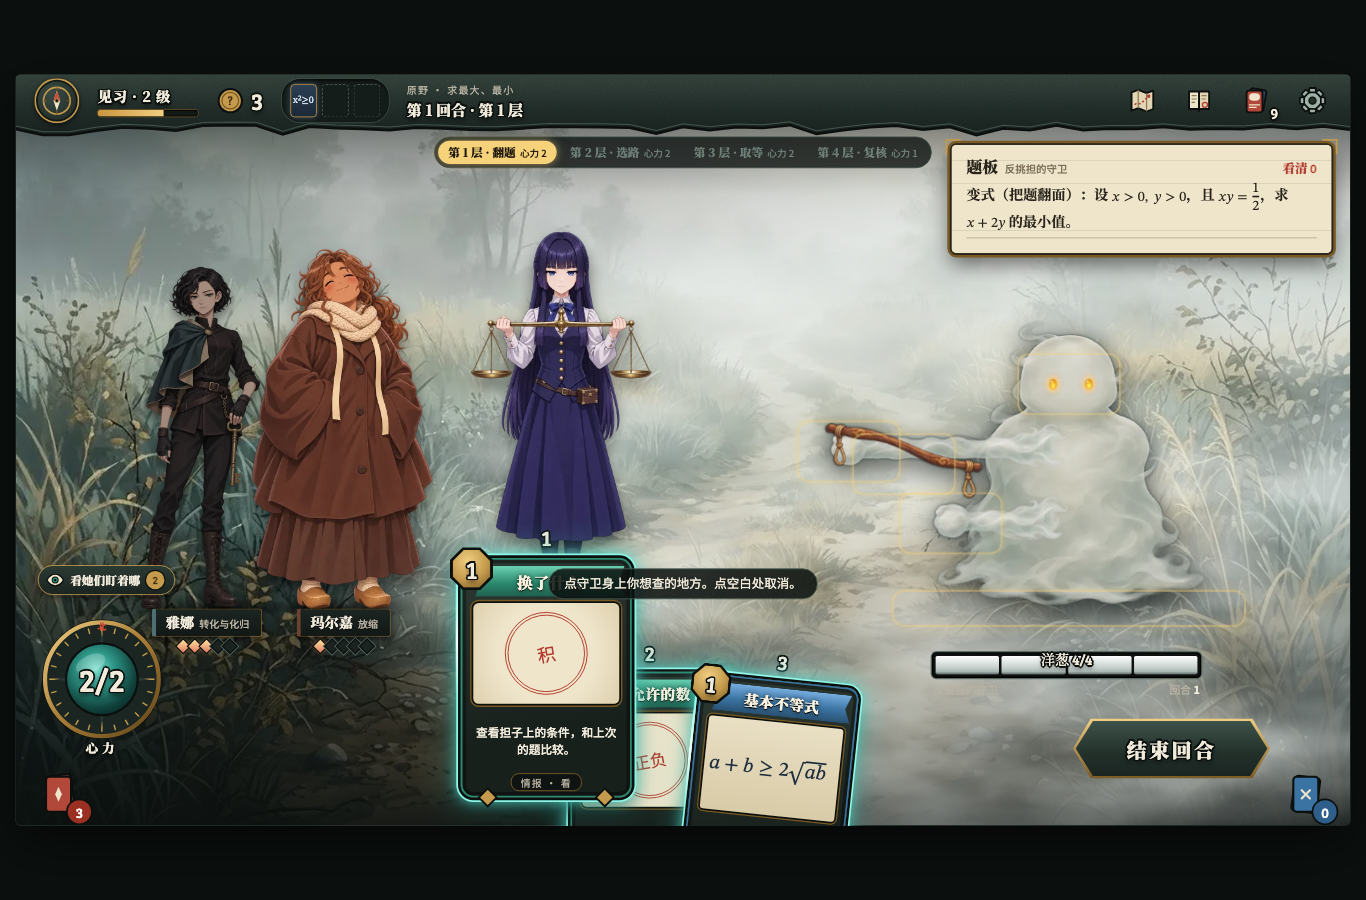 见习·2 级
?
3
x²≥0
原野 · 求最大、最小
第1回合·第1层
9
第1层·翻题 心力2
第2层·选路 心力2
第3层·取等 心力2
第4层·复核 心力1
题板 反挑担的守卫
看清 0
变式（把题翻面）：设 x > 0, y > 0，且 xy = 1/2，求
x + 2y 的最小值。
看她们盯着哪 2
雅娜 转化与化归
玛尔嘉 放缩
2/2
心力
3
1
1
换了
点守卫身上你想查的地方。点空白处取消。
积
查看担子上的条件，和上次
的题比较。
情报 · 看
2
允许的数
正负
3
1
基本不等式
a + b ≥ 2√ab
洋葱 4/4
回合 1
结束回合
0